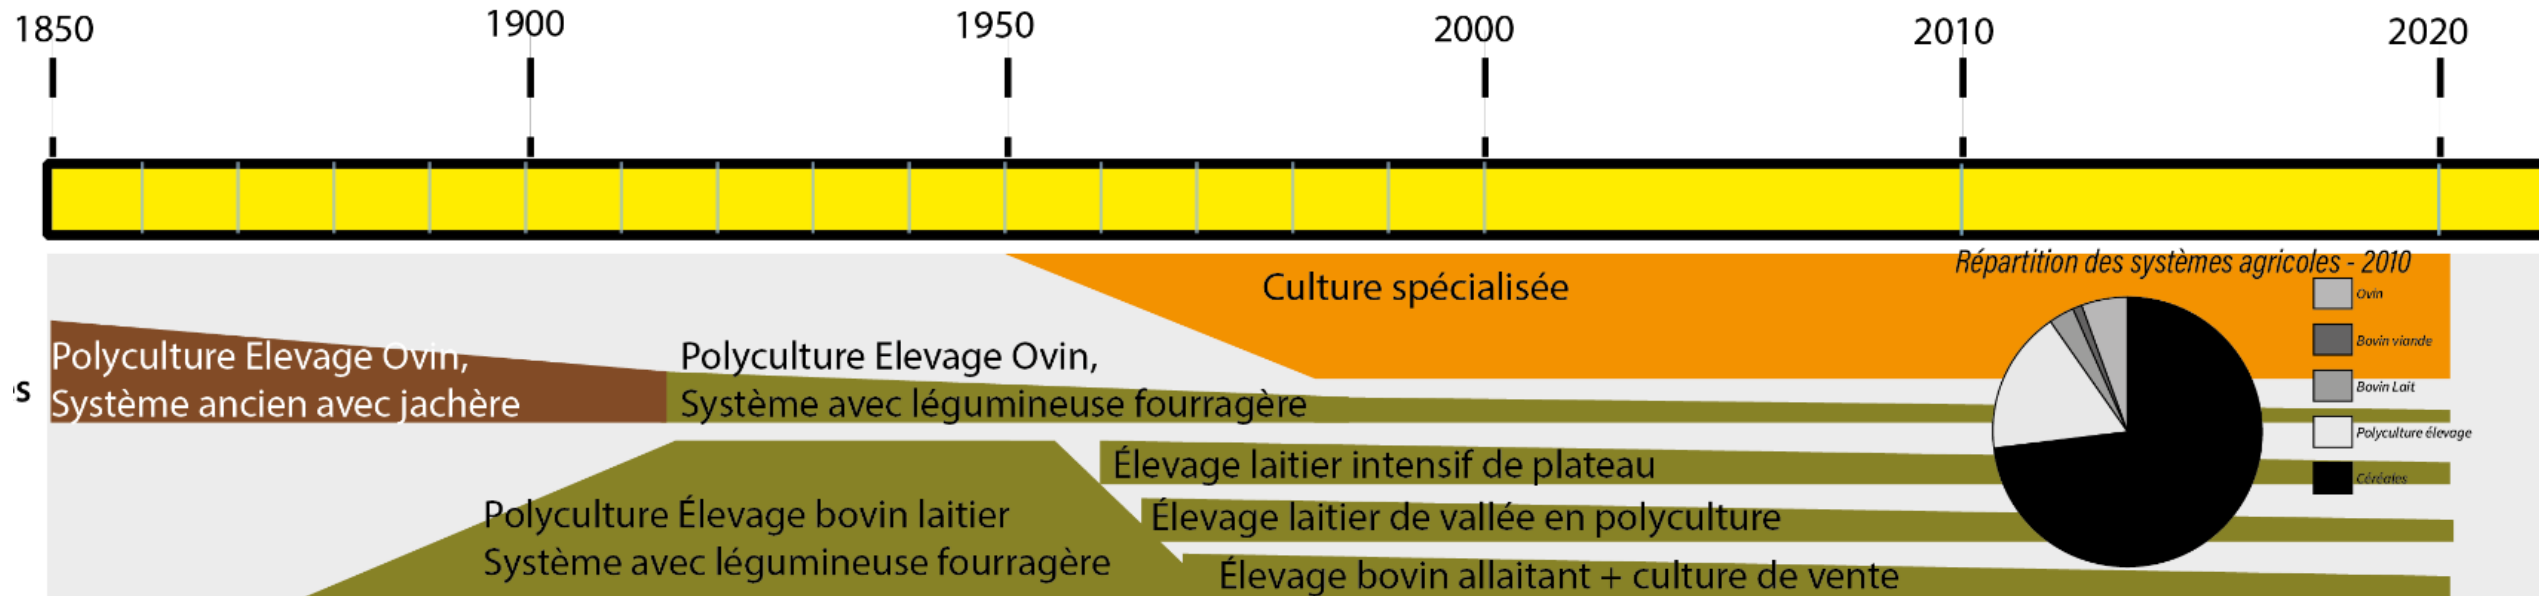 1850
1900
1950
2000
2010
2020
Répartition des systèmes agricoles - 2010
Culture spécialisée
Ovin
Bovin viande
Bovin Lait
Polyculture élevage
Céréales
Polyculture Elevage Ovin,
Système ancien avec jachère
Polyculture Elevage Ovin,
Système avec légumineuse fourragère
Élevage laitier intensif de plateau
Polyculture Élevage bovin laitier
Système avec légumineuse fourragère
Élevage laitier de vallée en polyculture
Élevage bovin allaitant + culture de vente